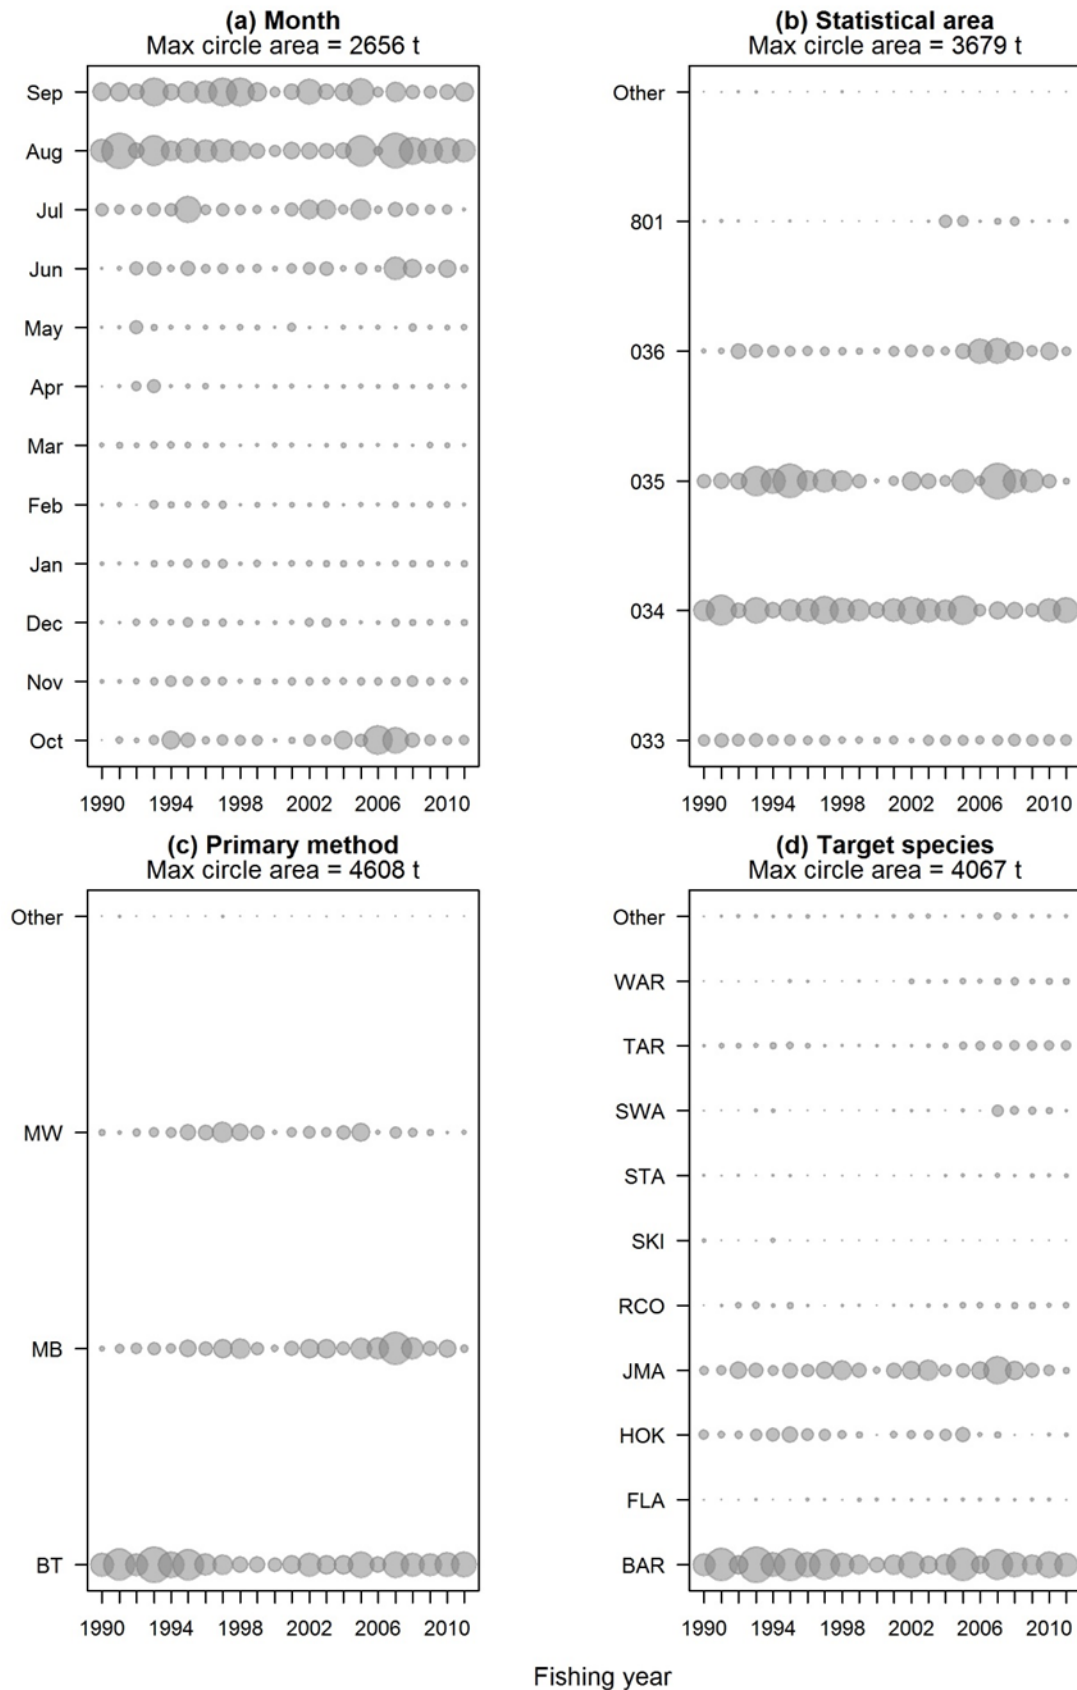 (a) Month
Max circle area = 2656 t
Sep
Aug
Jul
Jun
May
Apr
Mar
Feb
Jan
Dec
Nov
Oct
1990 1994 1998 2002 2006 2010
(b) Statistical area
Max circle area = 3679 t
Other
801
036
035
034
033
1990 1994 1998 2002 2006 2010
(c) Primary method
Max circle area = 4608 t
Other
MW
MB
BT
1990 1994 1998 2002 2006 2010
(d) Target species
Max circle area = 4067 t
Other
WAR
TAR
SWA
STA
SKI
RCO
JMA
HOK
FLA
BAR
1990 1994 1998 2002 2006 2010
Fishing year